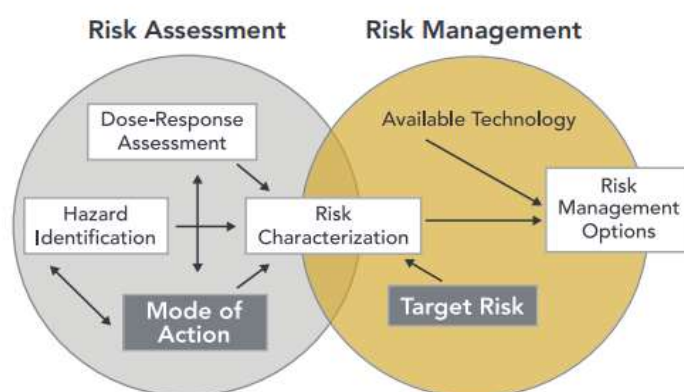 Risk Assessment
Risk Management
Dose-Response
Assessment
Available Technology
Hazard
Identification
Risk
Characterization
Risk
Management
Options
Mode of
Action
Target Risk